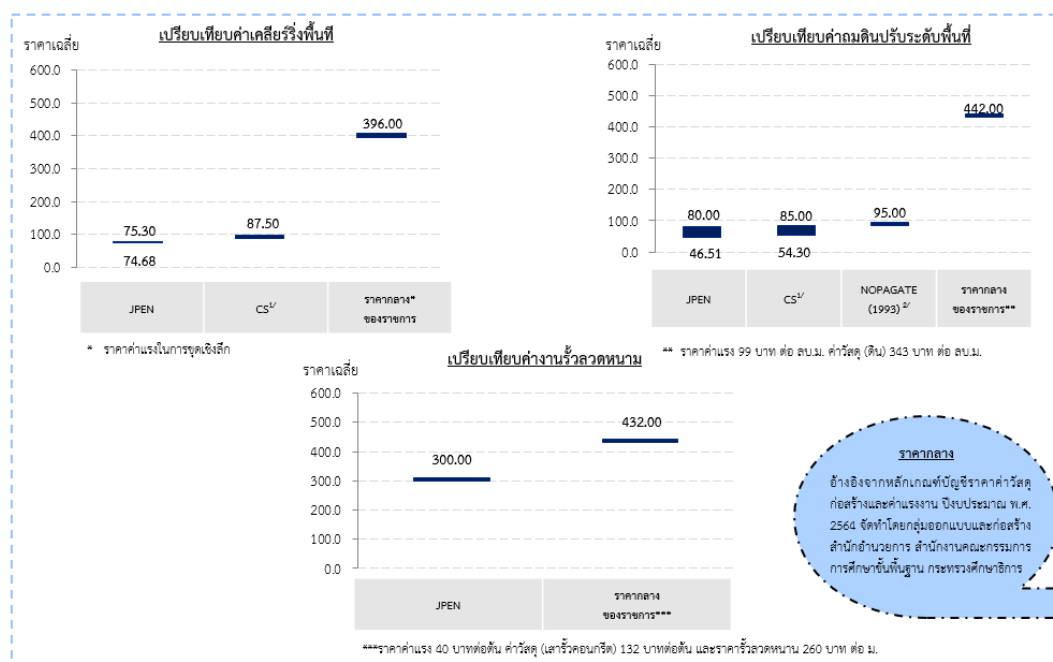 เปรียบเทียบค่าเคลียร์ริ่งพื้นที่
ราคาเฉลี่ย
600.0
500.0
400.0
300.0
200.0
100.0
0.0
396.00
87.50
75.30
74.68
JPEN
CS1/
ราคากลาง*
ของราชการ
* ราคาค่าแรงในการขุดเชิงลึก
เปรียบเทียบค่าถมดินปรับระดับพื้นที่
ราคาเฉลี่ย
600.0
500.0
400.0
300.0
200.0
100.0
0.0
442.00
80.00
85.00
95.00
46.51
54.30
JPEN
CS1/
NOPAGATE
(1993) 2/
ราคากลาง
ของราชการ**
** ราคาค่าแรง 99 บาท ต่อ ลบ.ม. ค่าวัสดุ (ดิน) 343 บาท ต่อ ลบ.ม.
เปรียบเทียบค่างานรั้วลวดหนาม
ราคาเฉลี่ย
600.0
500.0
400.0
300.0
200.0
100.0
0.0
432.00
300.00
JPEN
ราคากลาง
ของราชการ***
***ราคาค่าแรง 40 บาทต่อต้น ค่าวัสดุ (เสารั้วคอนกรีต) 132 บาทต่อต้น และราคารั้วลวดหนาน 260 บาท ต่อ ม.
ราคากลาง
อ้างอิงจากหลักเกณฑ์บัญชีราคาค่าวัสดุ
ก่อสร้างและค่าแรงงาน ปีงบประมาณ พ.ศ.
2564 จัดทำโดยกลุ่มออกแบบและก่อสร้าง
สำนักอำนวยการ สำนักงานคณะกรรมการ
การศึกษาขั้นพื้นฐาน กระทรวงศึกษาธิการ